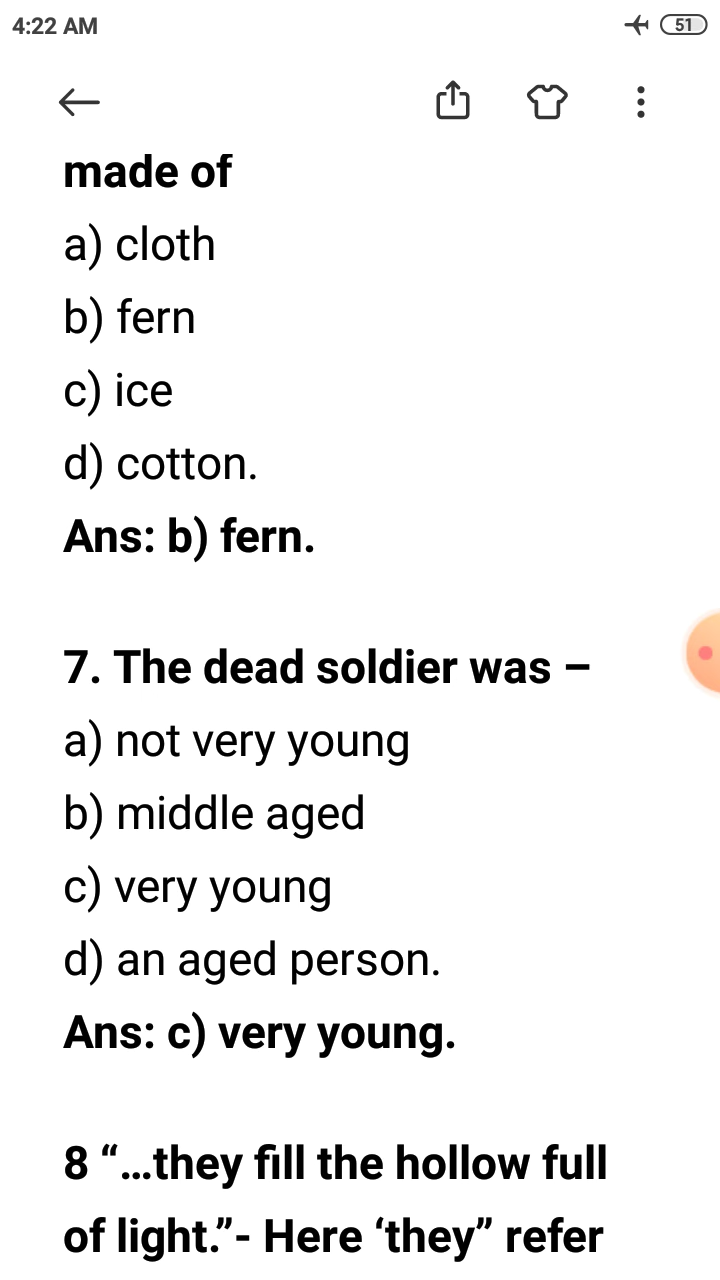 4:22 AM
51
made of
a) cloth
b) fern
c) ice
d) cotton.
Ans: b) fern.
7. The dead soldier was –
a) not very young
b) middle aged
c) very young
d) an aged person.
Ans: c) very young.
8 “...they fill the hollow full
of light.”- Here ‘they” refer